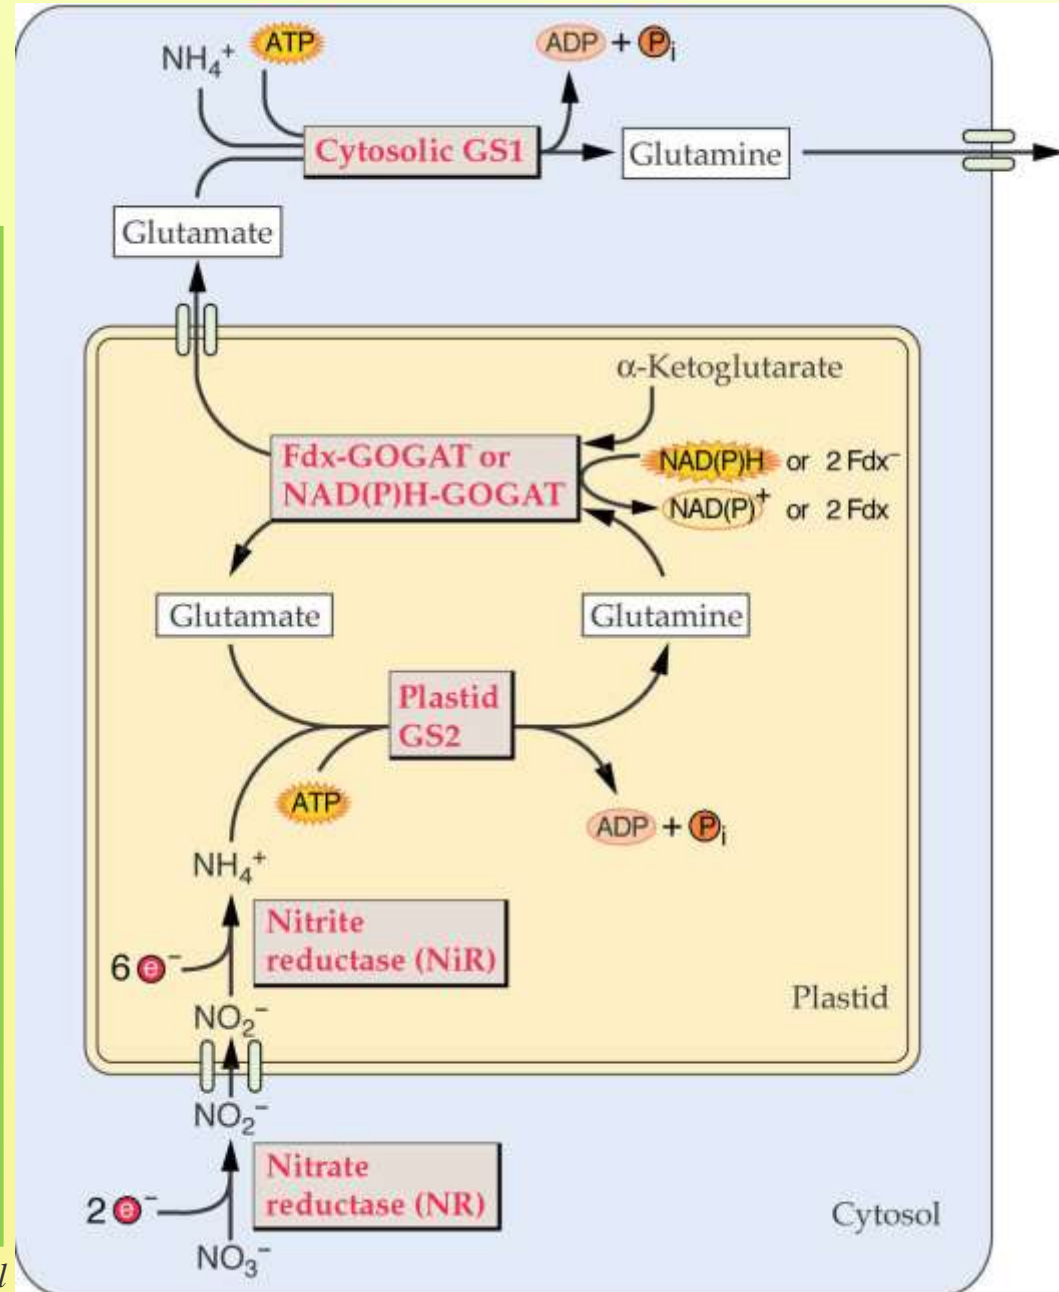 NH₄⁺
ATP
ADP + Pᵢ
Cytosolic GS1
Glutamine
Glutamate
α-Ketoglutarate
Fdx-GOGAT or
NAD(P)H-GOGAT
NAD(P)H or 2 Fdx⁻
NAD(P)⁺ or 2 Fdx
Glutamate
Glutamine
Plastid
GS2
ATP
ADP + Pᵢ
NH₄⁺
Nitrite
reductase (NiR)
6 e⁻
NO₂⁻
Plastid
NO₂⁻
Nitrate
reductase (NR)
2 e⁻
NO₃⁻
Cytosol
l